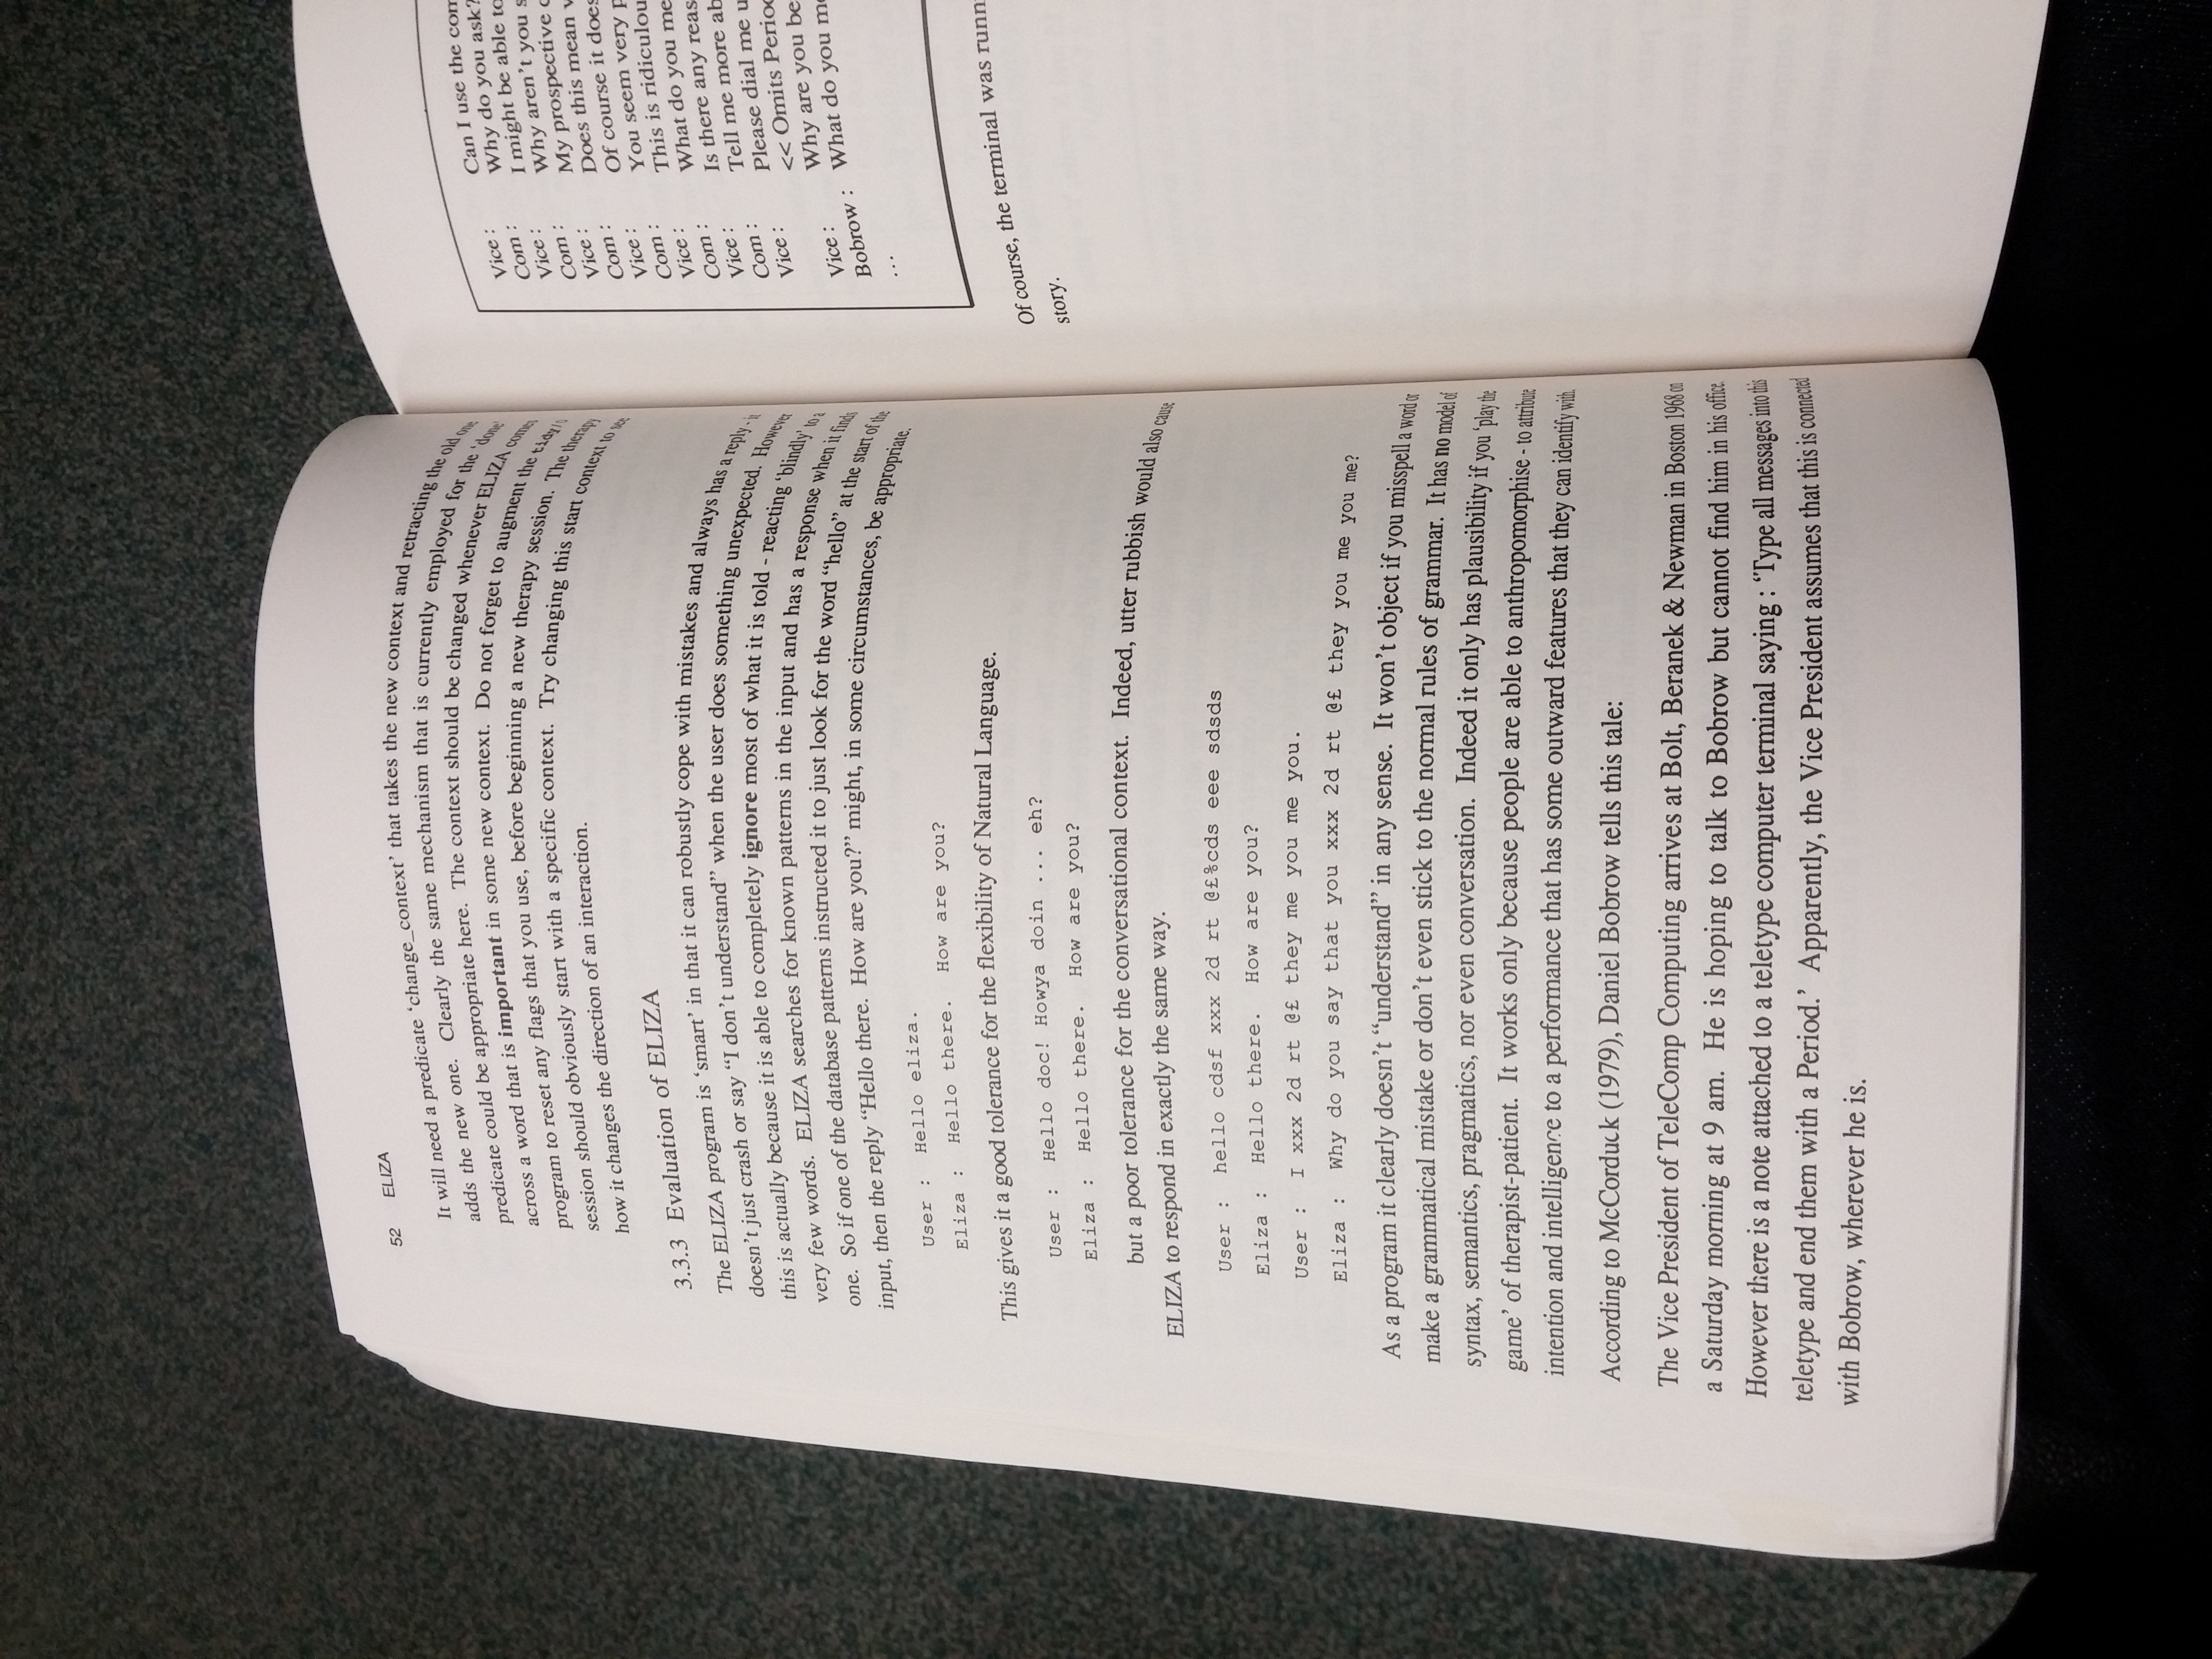 52 ELIZA
It will need a predicate ‘change_context’ that takes the new context and retracting the old one
adds the new one. Clearly the same mechanism that is currently employed for the ‘done’
predicate could be appropriate here. The context should be changed whenever ELIZA comes
across a word that is important in some new context. Do not forget to augment the tidy/0
program to reset any flags that you use, before beginning a new therapy session. The therapy
session should obviously start with a specific context. Try changing this start context to see
how it changes the direction of an interaction.
3.3.3 Evaluation of ELIZA
The ELIZA program is ‘smart’ in that it can robustly cope with mistakes and always has a reply - it
doesn’t just crash or say “I don’t understand” when the user does something unexpected. However
this is actually because it is able to completely ignore most of what it is told - reacting ‘blindly’ to a
very few words. ELIZA searches for known patterns in the input and has a response when it finds
one. So if one of the database patterns instructed it to just look for the word “hello” at the start of the
input, then the reply “Hello there. How are you?” might, in some circumstances, be appropriate.
User : Hello eliza.
Eliza : Hello there. How are you?
This gives it a good tolerance for the flexibility of Natural Language.
User : Hello doc! Howya doin ... eh?
Eliza : Hello there. How are you?
but a poor tolerance for the conversational context. Indeed, utter rubbish would also cause
ELIZA to respond in exactly the same way.
User : hello cdsf xxx 2d rt @£%cds eee sdsds
Eliza : Hello there. How are you?
User : I xxx 2d rt @£ they me you me you.
Eliza : Why do you say that you xxx 2d rt @£ they you me you me?
As a program it clearly doesn’t “understand” in any sense. It won’t object if you misspell a word or
make a grammatical mistake or don’t even stick to the normal rules of grammar. It has no model of
syntax, semantics, pragmatics, nor even conversation. Indeed it only has plausibility if you ‘play the
game’ of therapist-patient. It works only because people are able to anthropomorphise - to attribute
intention and intelligence to a performance that has some outward features that they can identify with.
According to McCorduck (1979), Daniel Bobrow tells this tale:
The Vice President of TeleComp Computing arrives at Bolt, Beranek & Newman in Boston 1968 on
a Saturday morning at 9 am. He is hoping to talk to Bobrow but cannot find him in his office.
However there is a note attached to a teletype computer terminal saying : ‘‘Type all messages into this
teletype and end them with a Period.’ Apparently, the Vice President assumes that this is connected
with Bobrow, wherever he is.
Vice : Can I use the com
Com : Why do you ask?
Vice : I might be able to
Com : Why aren’t you s
Vice : My prospective c
Com : Does this mean
Vice : Of course it does
Com : You seem very p
Vice : This is ridiculou
Com : What do you me
Vice : Is there any reas
Com : Tell me more ab
Vice : Please dial me u
<< Omits Period
Vice : Why are you be
Bobrow : What do you me
...
Of course, the terminal was runn
story.